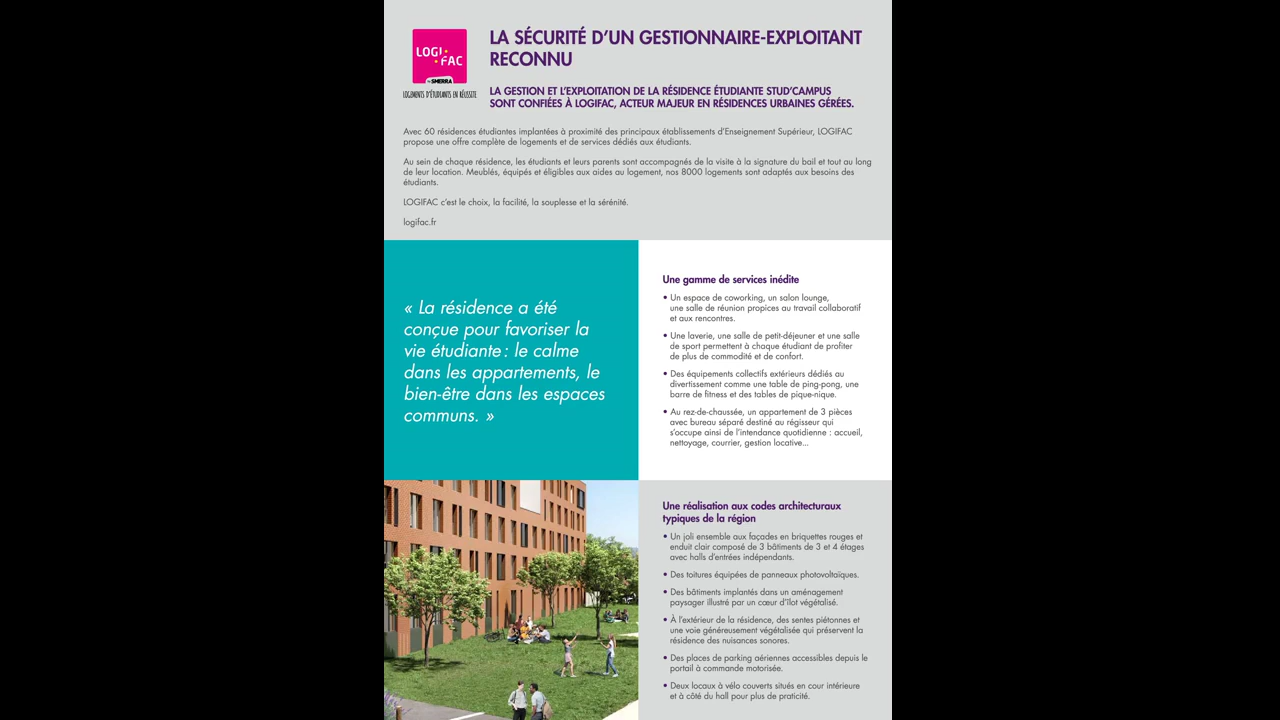 LOGI
FAC
BY SMERRA
LOGEMENTS D'ÉTUDIANTS EN RÉUSSITE
LA SÉCURITÉ D'UN GESTIONNAIRE-EXPLOITANT
RECONNU
LA GESTION ET L'EXPLOITATION DE LA RÉSIDENCE ÉTUDIANTE STUD'CAMPUS
SONT CONFIÉES À LOGIFAC, ACTEUR MAJEUR EN RÉSIDENCES URBAINES GÉRÉES.
Avec 60 résidences étudiantes implantées à proximité des principaux établissements d'Enseignement Supérieur, LOGIFAC
propose une offre complète de logements et de services dédiés aux étudiants.
Au sein de chaque résidence, les étudiants et leurs parents sont accompagnés de la visite à la signature du bail et tout au long
de leur location. Meublés, équipés et éligibles aux aides au logement, nos 8000 logements sont adaptés aux besoins des
étudiants.
LOGIFAC c'est le choix, la facilité, la souplesse et la sérénité.
logifac.fr
« La résidence a été
conçue pour favoriser la
vie étudiante : le calme
dans les appartements, le
bien-être dans les espaces
communs. »
Une gamme de services inédite
• Un espace de coworking, un salon lounge,
une salle de réunion propices au travail collaboratif
et aux rencontres.
• Une laverie, une salle de petit-déjeuner et une salle
de sport permettent à chaque étudiant de profiter
de plus de commodité et de confort.
• Des équipements collectifs extérieurs dédiés au
divertissement comme une table de ping-pong, une
barre de fitness et des tables de pique-nique.
• Au rez-de-chaussée, un appartement de 3 pièces
avec bureau séparé destiné au régisseur qui
s'occupe ainsi de l'intendance quotidienne : accueil,
nettoyage, courrier, gestion locative...
Une réalisation aux codes architecturaux
typiques de la région
• Un joli ensemble aux façades en briquettes rouges et
enduit clair composé de 3 bâtiments de 3 et 4 étages
avec halls d'entrées indépendants.
• Des toitures équipées de panneaux photovoltaïques.
• Des bâtiments implantés dans un aménagement
paysager illustré par un cœur d'îlot végétalisé.
• À l'extérieur de la résidence, des sentes piétonnes et
une voie généreusement végétalisée qui préservent la
résidence des nuisances sonores.
• Des places de parking aériennes accessibles depuis le
portail à commande motorisée.
• Deux locaux à vélo couverts situés en cour intérieure
et à côté du hall pour plus de praticité.